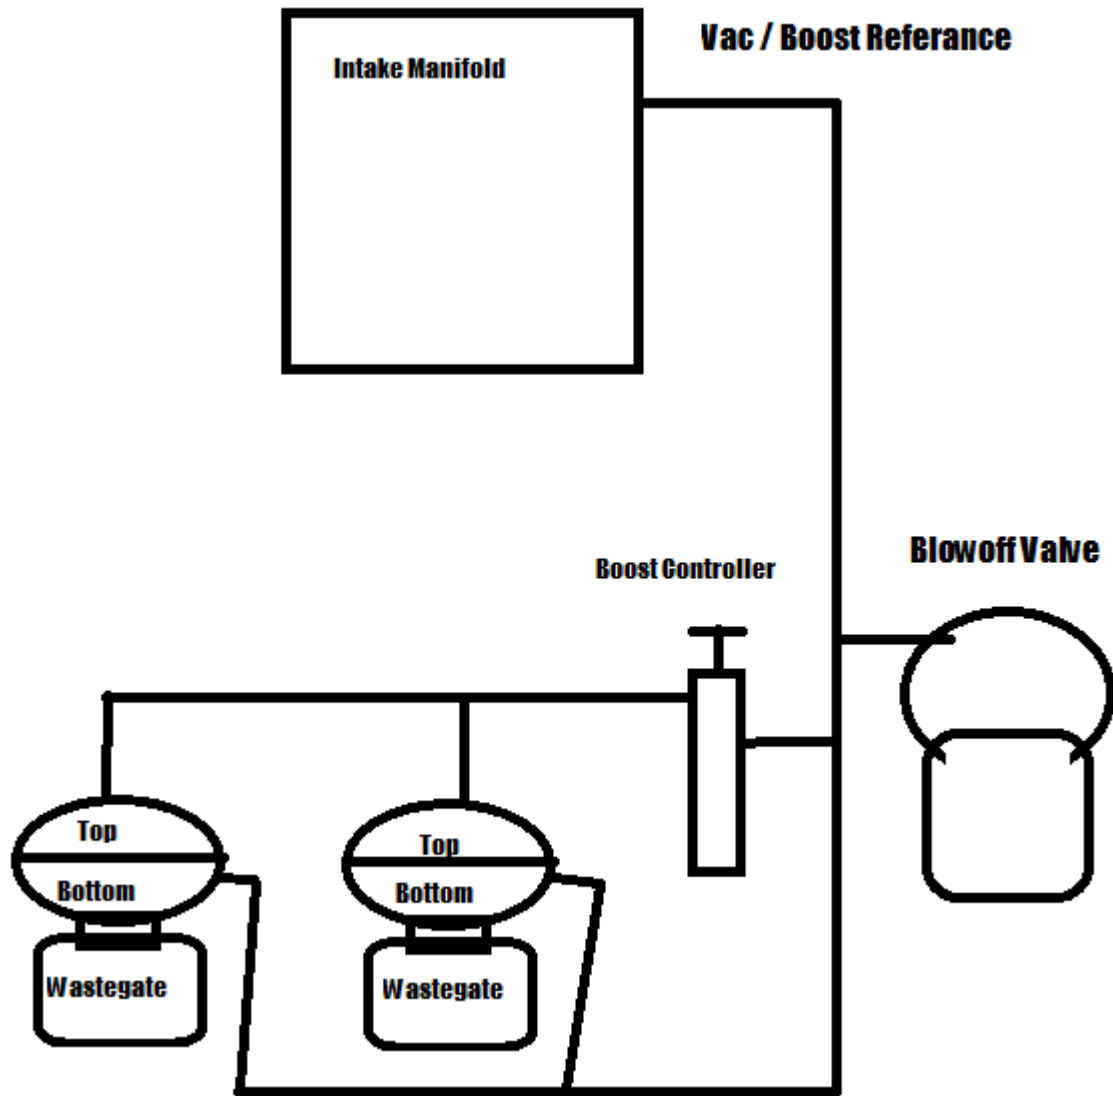 Vac / Boost Referance
Intake Manifold
Blowoff Valve
Boost Controller
Top
Top
Bottom
Bottom
Wastegate
Wastegate